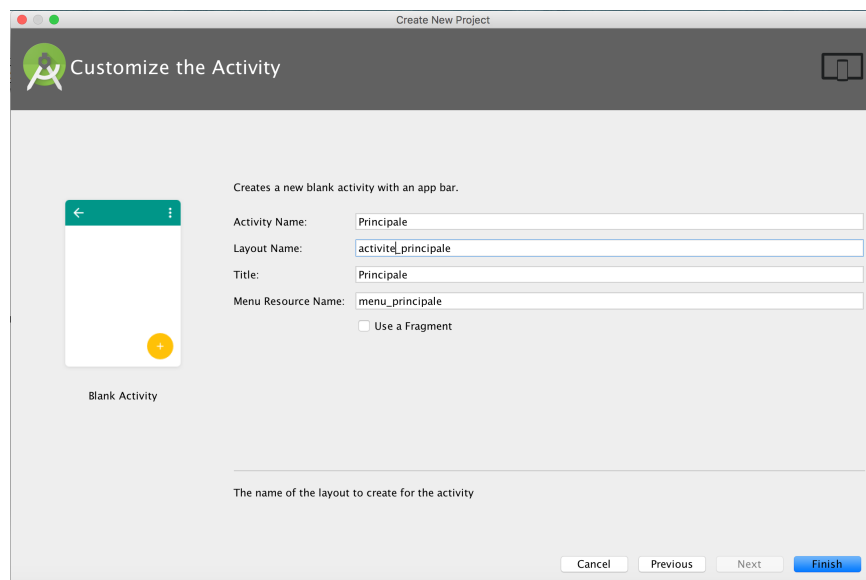 Create New Project
Customize the Activity
Creates a new blank activity with an app bar.
Activity Name: Principale
Layout Name: activite_principale
Title: Principale
Menu Resource Name: menu_principale
Use a Fragment
Blank Activity
The name of the layout to create for the activity
Cancel Previous Next Finish